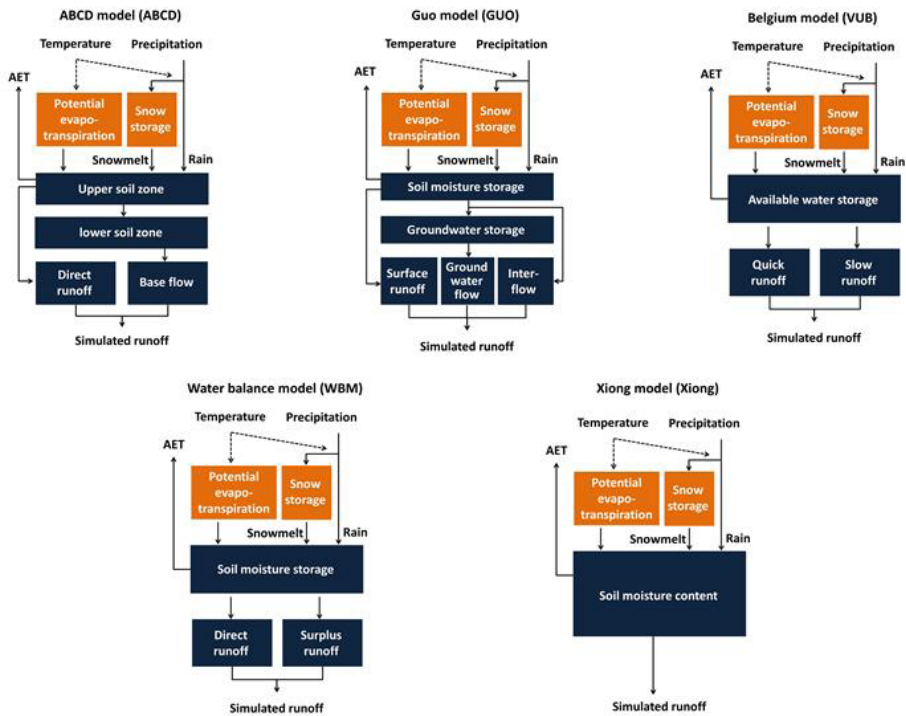 ABCD model (ABCD)
Temperature
Precipitation
AET
Potential
evapo-
transpiration
Snow
storage
Snowmelt
Rain
Upper soil zone
lower soil zone
Direct
runoff
Base flow
Simulated runoff
Guo model (GUO)
Temperature
Precipitation
AET
Potential
evapo-
transpiration
Snow
storage
Snowmelt
Rain
Soil moisture storage
Groundwater storage
Surface
runoff
Ground
water
flow
Inter-
flow
Simulated runoff
Belgium model (VUB)
Temperature
Precipitation
AET
Potential
evapo-
transpiration
Snow
storage
Snowmelt
Rain
Available water storage
Quick
runoff
Slow
runoff
Simulated runoff
Water balance model (WBM)
Temperature
Precipitation
AET
Potential
evapo-
transpiration
Snow
storage
Snowmelt
Rain
Soil moisture storage
Direct
runoff
Surplus
runoff
Simulated runoff
Xiong model (Xiong)
Temperature
Precipitation
AET
Potential
evapo-
transpiration
Snow
storage
Snowmelt
Rain
Soil moisture content
Simulated runoff